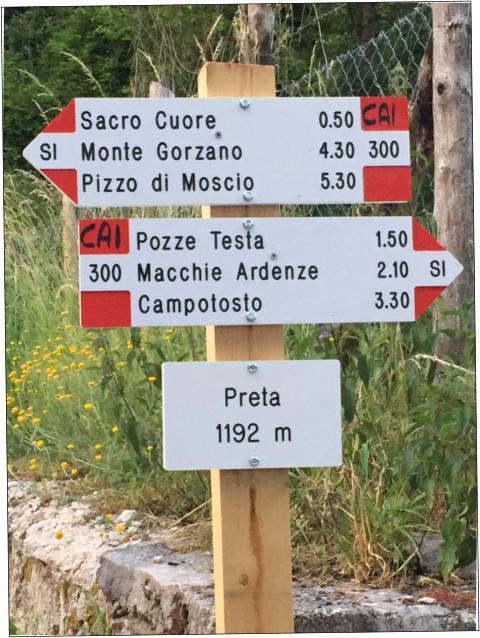 Sacro Cuore 0.50 CAI
SI Monte Gorzano 4.30 300
Pizzo di Moscio 5.30
CAI Pozze Testa 1.50
300 Macchie Ardenze 2.10 SI
Campotosto 3.30
Preta
1192 m